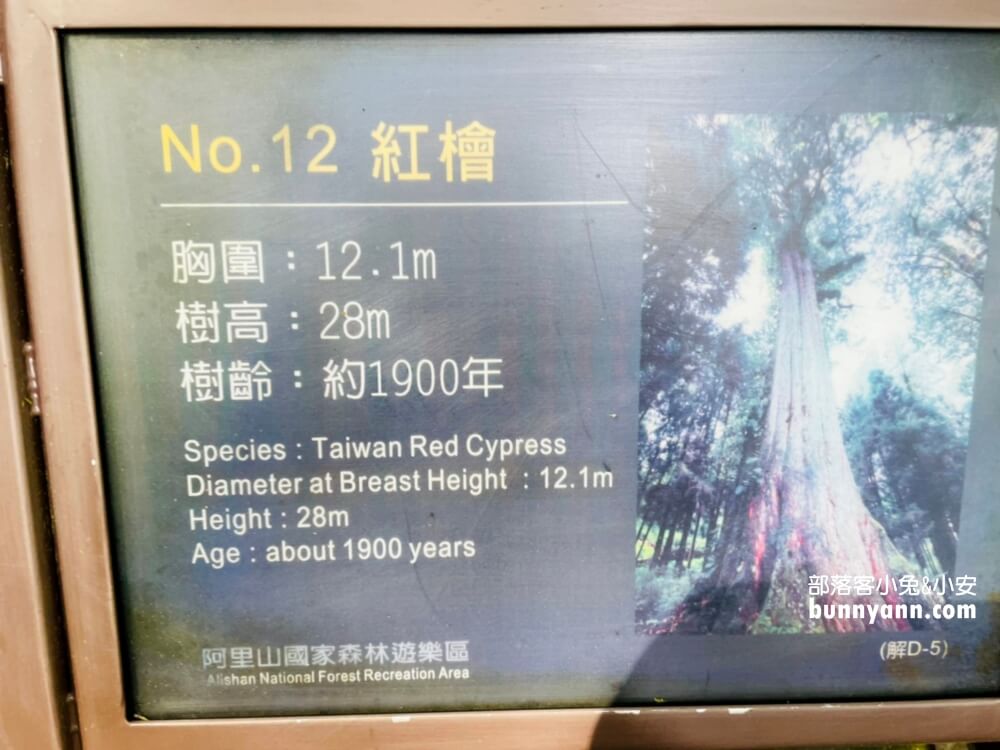 No.12 紅檜
胸圍：12.1m
樹高：28m
樹齡：約1900年
Species : Taiwan Red Cypress
Diameter at Breast Height : 12.1m
Height : 28m
Age : about 1900 years
阿里山國家森林遊樂區
Alishan National Forest Recreation Area
部落客小兔&小安
bunnyann.com
(解D-5)